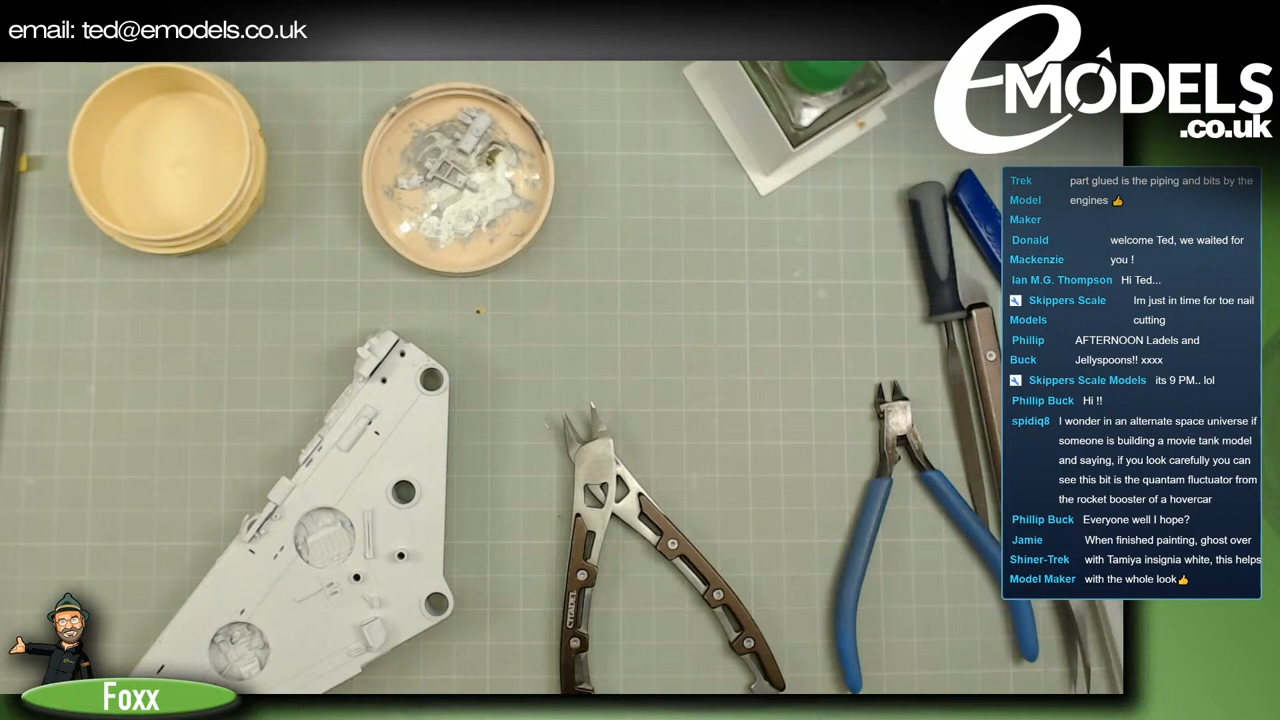 email: ted@emodels.co.uk
eMODELS
.co.uk
Trek part glued is the piping and bits by the
Model engines 👍
Maker
Donald welcome Ted, we waited for
Mackenzie you !
Ian M.G. Thompson Hi Ted...
Skippers Scale Im just in time for toe nail
Models cutting
Phillip AFTERNOON Ladels and
Buck Jellyspoons!! xxxx
Skippers Scale Models its 9 PM.. lol
Phillip Buck Hi !!
spidiq8 I wonder in an alternate space universe if
someone is building a movie tank model
and saying, if you look carefully you can
see this bit is the quantam fluctuator from
the rocket booster of a hovercar
Phillip Buck Everyone well I hope?
Jamie When finished painting, ghost over
Shiner-Trek with Tamiya insignia white, this helps
Model Maker with the whole look👍
STALEKS
Foxx